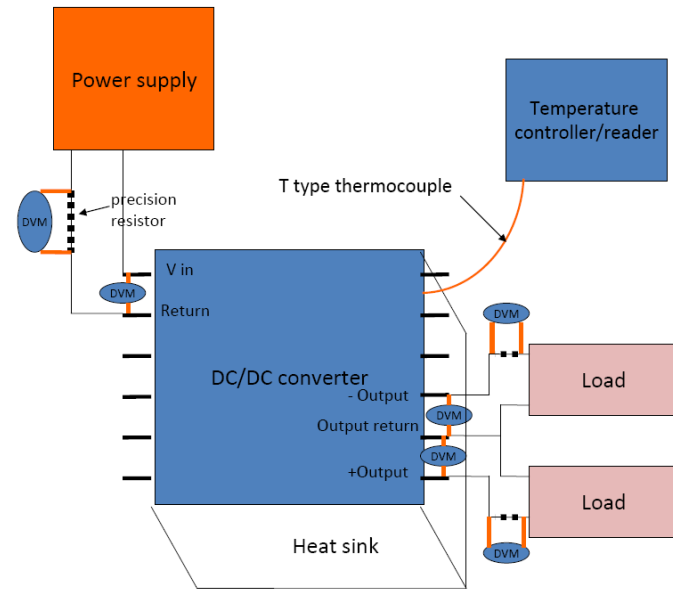 Power supply
Temperature
controller/reader
T type thermocouple
precision
resistor
DVM
V in
DVM
Return
DC/DC converter
- Output
DVM
Output return
DVM
+Output
DVM
Load
Load
DVM
Heat sink